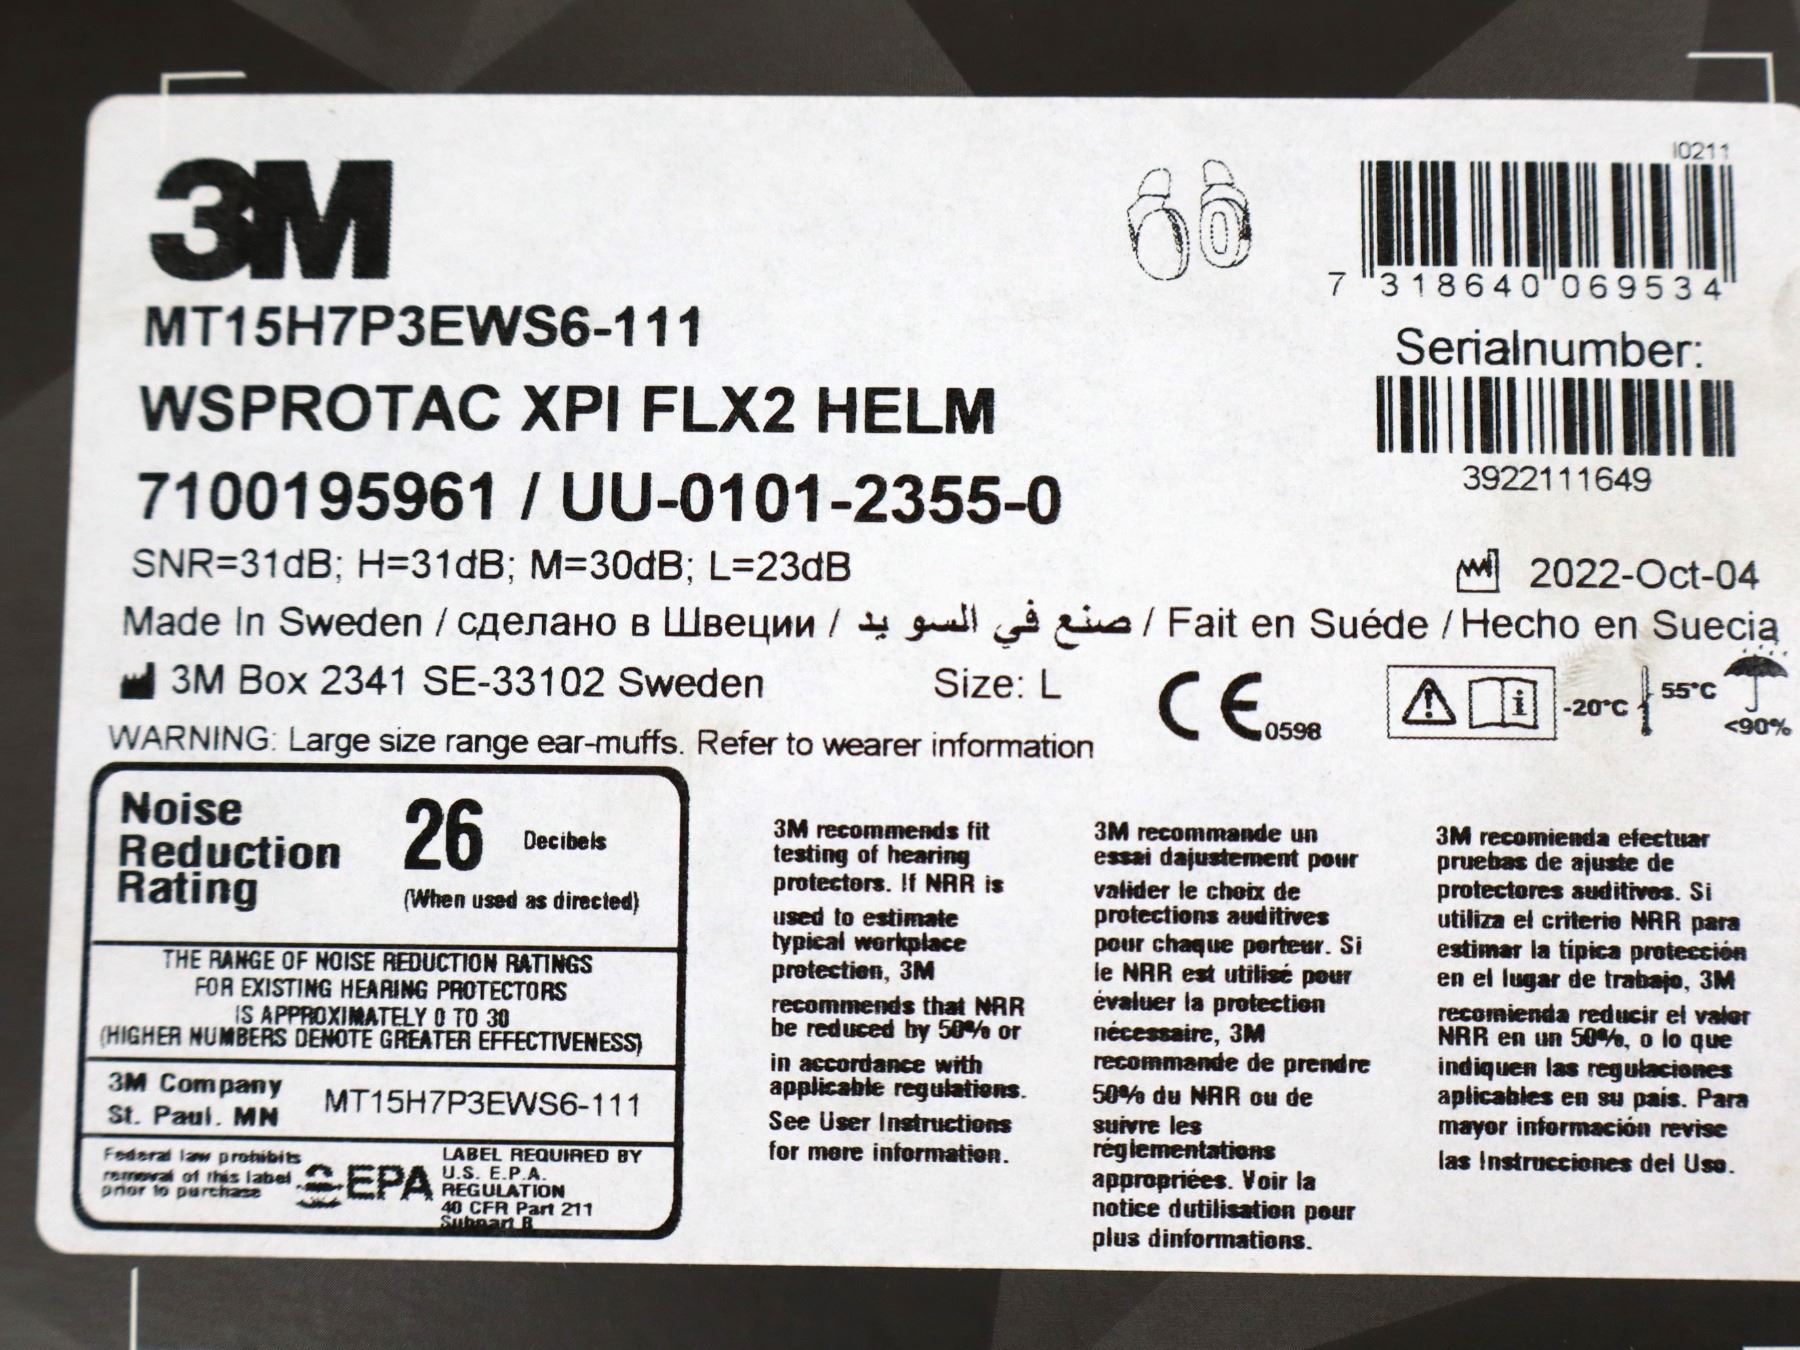 I0211
3M
7 318640 069534
MT15H7P3EWS6-111
Serialnumber:
WSPROTAC XPI FLX2 HELM
3922111649
7100195961 / UU-0101-2355-0
SNR=31dB; H=31dB; M=30dB; L=23dB
2022-Oct-04
Made In Sweden / сделано в Швеции / صنع في السو يد / Fait en Suéde / Hecho en Suecia
3M Box 2341 SE-33102 Sweden
Size: L
CE 0598
-20°C
55°C
<90%
WARNING: Large size range ear-muffs. Refer to wearer information
Noise
Reduction
Rating
26 Decibels
(When used as directed)
THE RANGE OF NOISE REDUCTION RATINGS
FOR EXISTING HEARING PROTECTORS
IS APPROXIMATELY 0 TO 30
(HIGHER NUMBERS DENOTE GREATER EFFECTIVENESS)
3M Company
St. Paul. MN
MT15H7P3EWS6-111
Federal law prohibits
removal of this label
prior to purchase
EPA
LABEL REQUIRED BY
U.S. E.P.A.
REGULATION
40 CFR Part 211
Subpart B
3M recommends fit
testing of hearing
protectors. If NRR is
used to estimate
typical workplace
protection, 3M
recommends that NRR
be reduced by 50% or
in accordance with
applicable regulations.
See User Instructions
for more information.
3M recommande un
essai dajustement pour
valider le choix de
protections auditives
pour chaque porteur. Si
le NRR est utilisé pour
évaluer la protection
nécessaire, 3M
recommande de prendre
50% du NRR ou de
suivre les
réglementations
appropriées. Voir la
notice dutilisation pour
plus dinformations.
3M recomienda efectuar
pruebas de ajuste de
protectores auditivos. Si
utiliza el criterio NRR para
estimar la típica protección
en el lugar de trabajo, 3M
recomienda reducir el valor
NRR en un 50%, o lo que
indiquen las regulaciones
aplicables en su país. Para
mayor información revise
las Instrucciones del Uso.